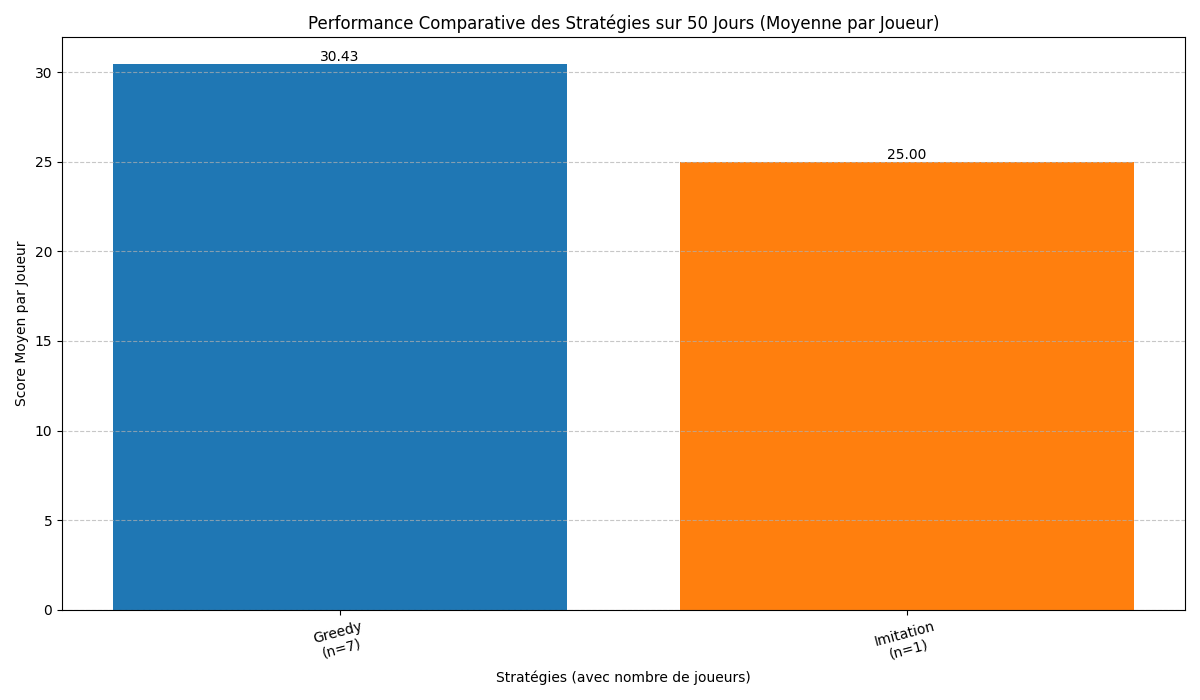 Performance Comparative des Stratégies sur 50 Jours (Moyenne par Joueur)
30.43
25.00
30
25
20
15
10
5
0
Score Moyen par Joueur
Greedy
(n=7)
Imitation
(n=1)
Stratégies (avec nombre de joueurs)